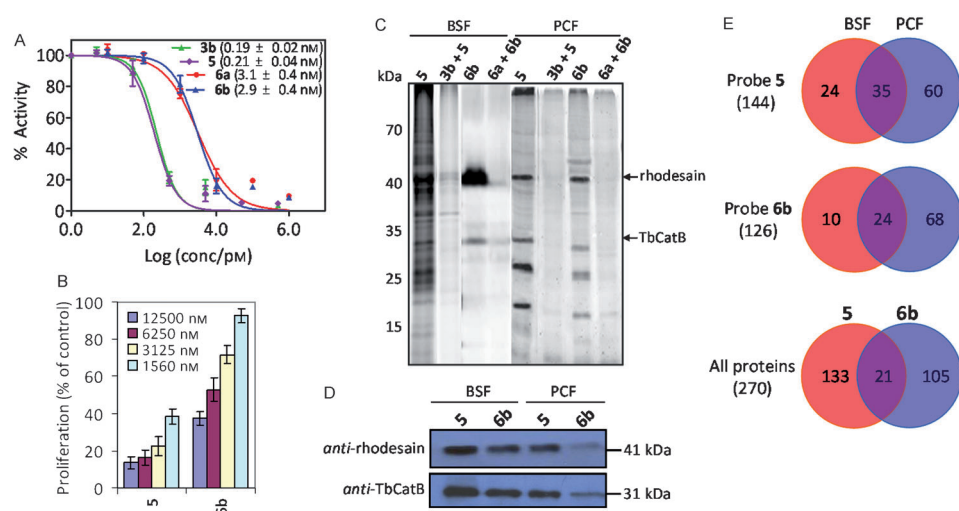 A
100
80
60
40
20
0
% Activity
0.0
2.0
4.0
6.0
Log (conc/pM)
3b (0.19 ± 0.02 nM)
5 (0.21 ± 0.04 nM)
6a (3.1 ± 0.4 nM)
6b (2.9 ± 0.4 nM)
B
100
80
60
40
20
0
Proliferation (% of control)
12500 nM
6250 nM
3125 nM
1560 nM
5
6b
C
BSF
PCF
5
3b + 5
6b
6a + 6b
5
3b + 5
6b
6a + 6b
kDa
70
40
35
25
15
rhodesain
TbCatB
D
BSF
PCF
5
6b
5
6b
anti-rhodesain
41 kDa
anti-TbCatB
31 kDa
E
BSF
PCF
Probe 5
(144)
24
35
60
Probe 6b
(126)
10
24
68
5
6b
All proteins
(270)
133
21
105